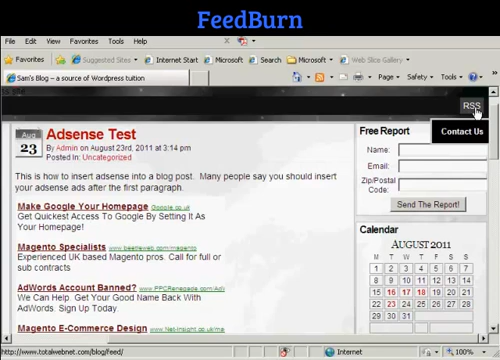 FeedBurn
File Edit View Favorites Tools Help
Favorites Suggested Sites Internet Start Microsoft Search Microsoft Web Slice Gallery
Sam's Blog – a source of Wordpress tuition
Page Safety Tools
RSS
Contact Us
Aug
23
Adsense Test
By Admin on August 23rd, 2011 at 3:14 pm
Posted In: Uncategorized
This is how to insert adsense into a blog post. Many people say you should insert
your adsense ads after the first paragraph.
Make Google Your Homepage Google.co.uk
Get Quickest Access To Google By Setting It As
Your Homepage!
Magento Specialists www.beetleweb.com/magento
Experienced UK based Magento pros. Call for full or
sub contracts
AdWords Account Banned? www.PPCRenegade.com/Ad
We Can Help. Get Your Good Name Back With
AdWords. Sign Up Today.
Magento E-Commerce Design www.Net-Insight.co.uk/ma
Free Report
Name:
Email:
Zip/Postal
Code:
Send The Report!
Calendar
August 2011
M T W T F S S
1 2 3 4 5 6 7
8 9 10 11 12 13 14
15 16 17 18 19 20 21
22 23 24 25 26 27 28
29 30 31
http://www.totalwebnet.com/blog/feed/
Internet
100%